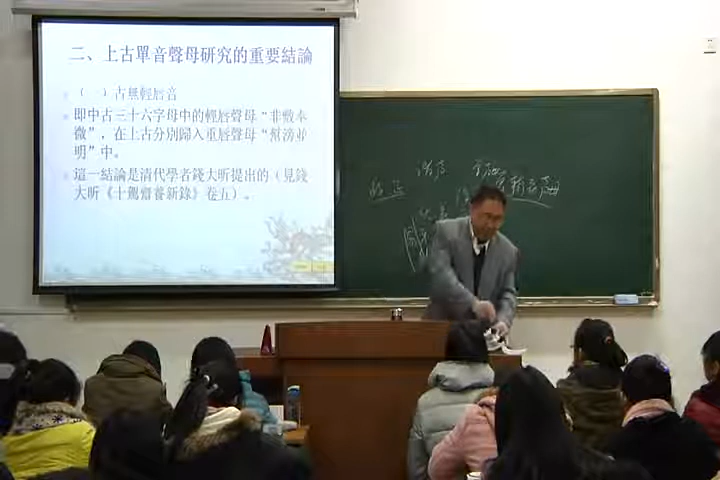 二、上古單音聲母研究的重要結論
（一）古無輕唇音
即中古三十六字母中的輕唇聲母“非敷奉
微”，在上古分別歸入重唇聲母“幫滂並
明”中。
這一結論是清代學者錢大昕提出的（見錢
大昕《十駕齋養新錄》卷五）。